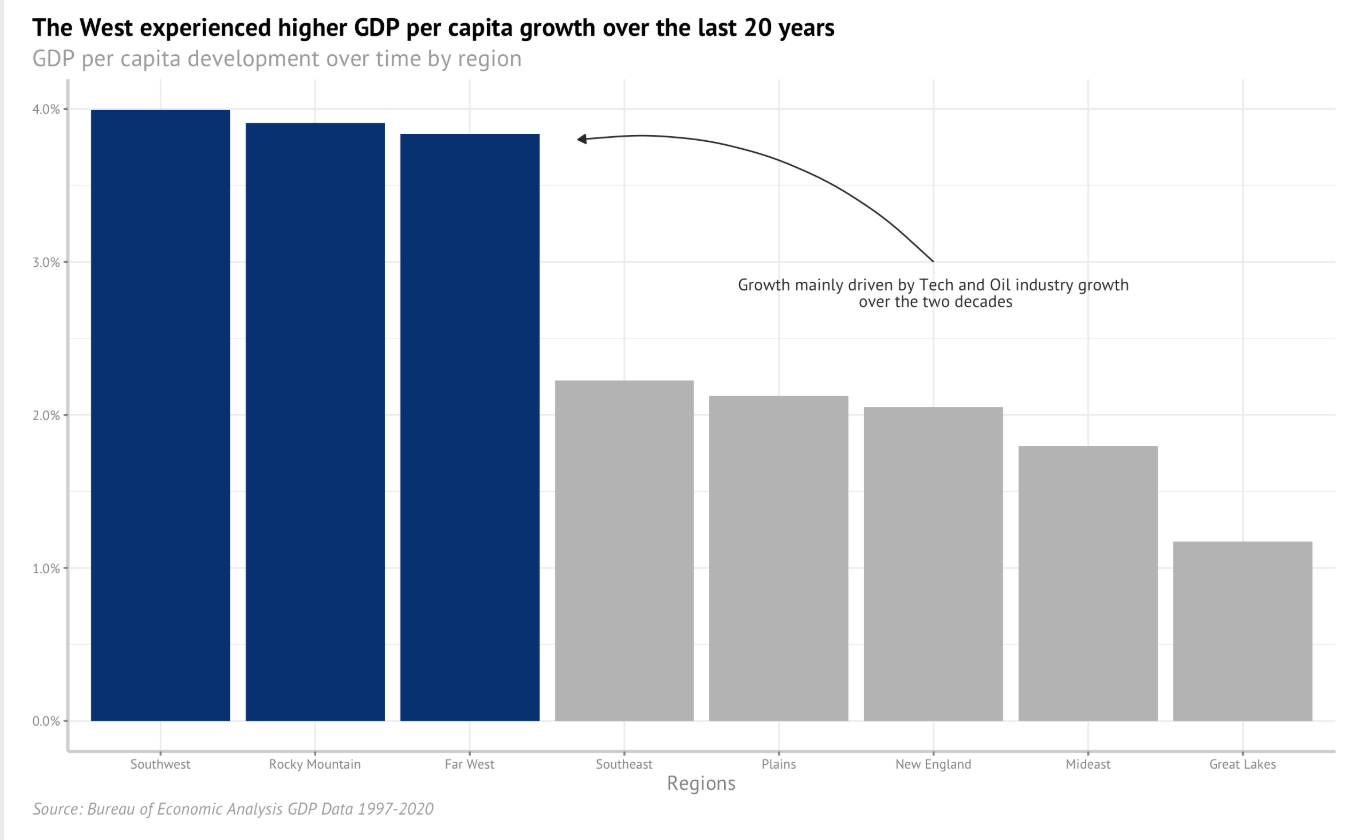 The West experienced higher GDP per capita growth over the last 20 years
GDP per capita development over time by region
4.0%
3.0%
2.0%
1.0%
0.0%
Growth mainly driven by Tech and Oil industry growth
over the two decades
Southwest
Rocky Mountain
Far West
Southeast
Plains
New England
Mideast
Great Lakes
Regions
Source: Bureau of Economic Analysis GDP Data 1997-2020